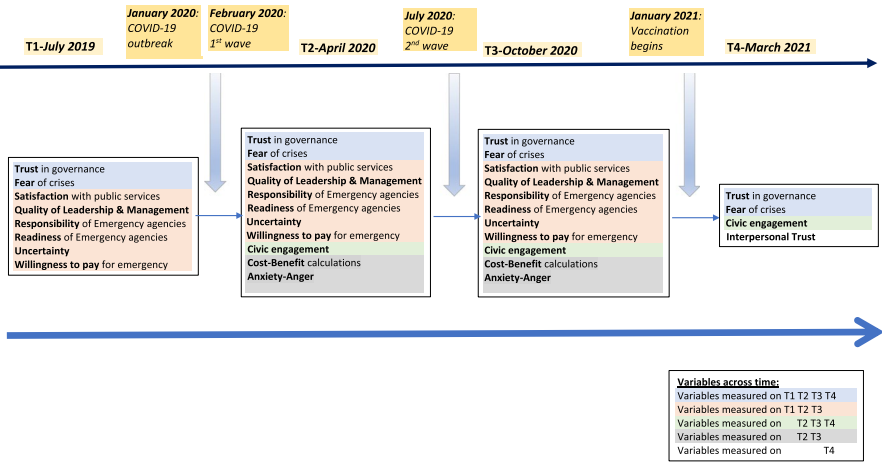 January 2020:
COVID-19
outbreak
February 2020:
COVID-19
1st wave
July 2020:
COVID-19
2nd wave
January 2021:
Vaccination
begins
T1-July 2019
T2-April 2020
T3-October 2020
T4-March 2021
Trust in governance
Fear of crises
Satisfaction with public services
Quality of Leadership & Management
Responsibility of Emergency agencies
Readiness of Emergency agencies
Uncertainty
Willingness to pay for emergency
Trust in governance
Fear of crises
Satisfaction with public services
Quality of Leadership & Management
Responsibility of Emergency agencies
Readiness of Emergency agencies
Uncertainty
Willingness to pay for emergency
Civic engagement
Cost-Benefit calculations
Anxiety-Anger
Trust in governance
Fear of crises
Satisfaction with public services
Quality of Leadership & Management
Responsibility of Emergency agencies
Readiness of Emergency agencies
Uncertainty
Willingness to pay for emergency
Civic engagement
Cost-Benefit calculations
Anxiety-Anger
Trust in governance
Fear of crises
Civic engagement
Interpersonal Trust
Variables across time:
Variables measured on T1 T2 T3 T4
Variables measured on T1 T2 T3
Variables measured on T2 T3 T4
Variables measured on T2 T3
Variables measured on T4